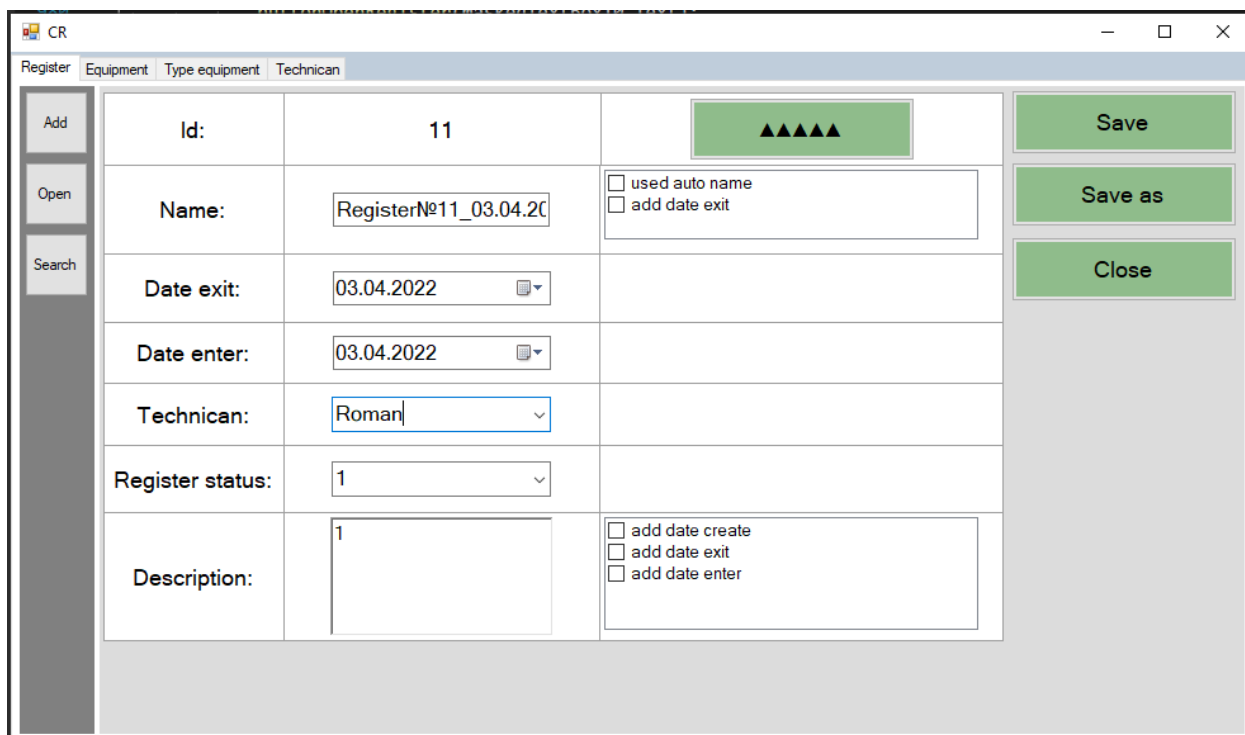 CR
Register Equipment Type equipment Technican
Add
Open
Search
Id: 11 ▲▲▲▲▲
Name: Register№11_03.04.20
used auto name
add date exit
Date exit: 03.04.2022
Date enter: 03.04.2022
Technican: Roman
Register status: 1
Description: 1
add date create
add date exit
add date enter
Save
Save as
Close